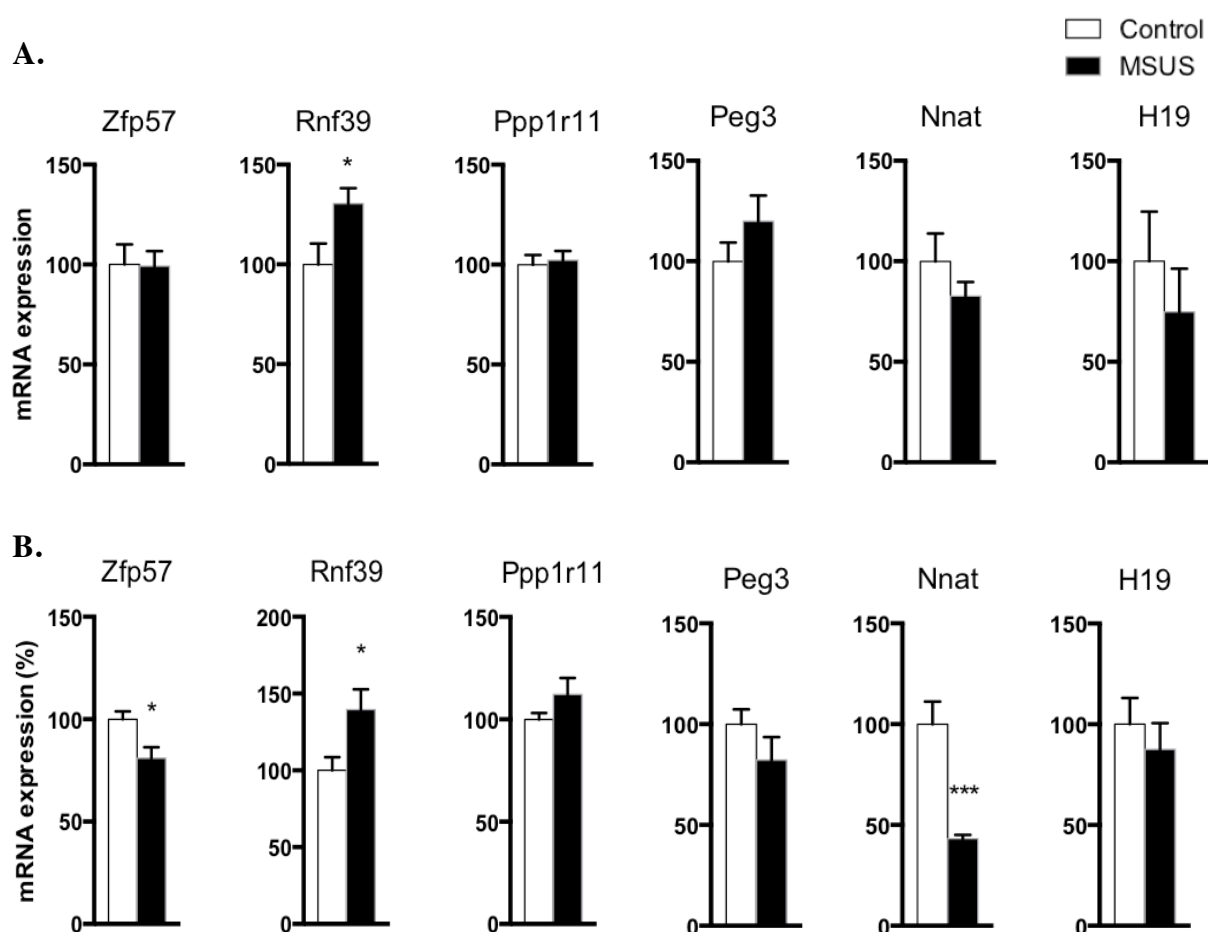 Control
MSUS
A.
Zfp57 Rnf39 Ppp1r11 Peg3 Nnat H19
mRNA expression
150 100 50 0
150 100 50 0
*
150 100 50 0
150 100 50 0
150 100 50 0
150 100 50 0
B.
Zfp57 Rnf39 Ppp1r11 Peg3 Nnat H19
mRNA expression (%)
150 100 50 0
*
200 150 100 50 0
*
150 100 50 0
150 100 50 0
150 100 50 0
***
150 100 50 0